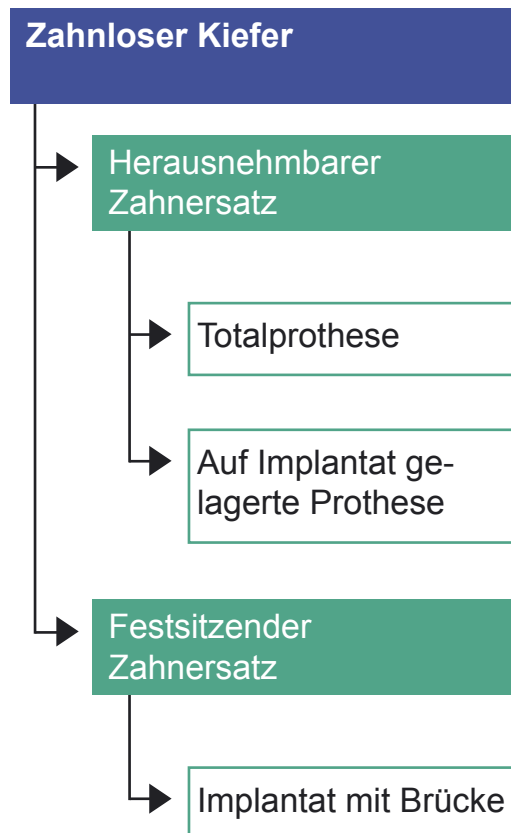 Zahnloser Kiefer
Herausnehmbarer
Zahnersatz
Totalprothese
Auf Implantat ge-
lagerte Prothese
Festsitzender
Zahnersatz
Implantat mit Brücke